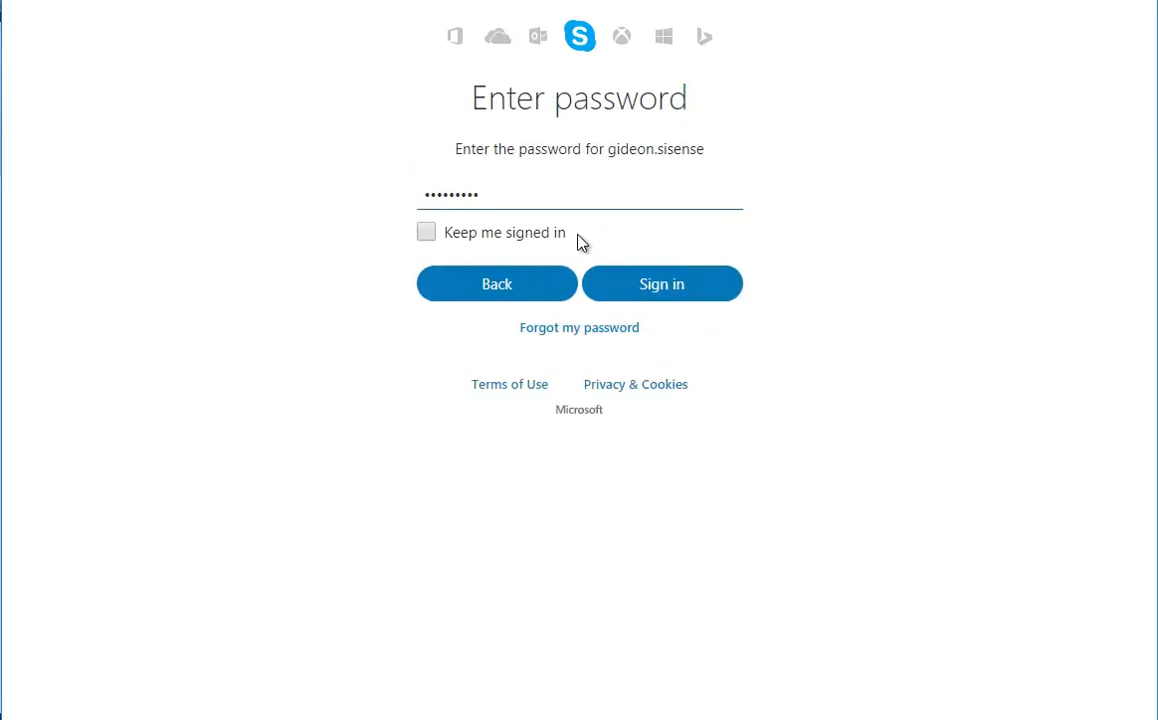 Enter password
Enter the password for gideon.sisense
•••••••••
Keep me signed in
Back Sign in
Forgot my password
Terms of Use Privacy & Cookies
Microsoft